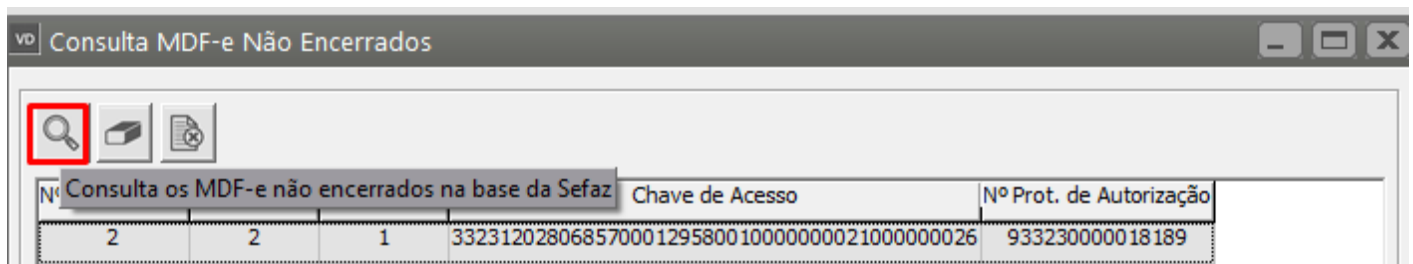 VD Consulta MDF-e Não Encerrados
Consulta os MDF-e não encerrados na base da Sefaz
Nº Chave de Acesso Nº Prot. de Autorização
2 2 1 33231202806857000129580010000000021000000026 933230000018189